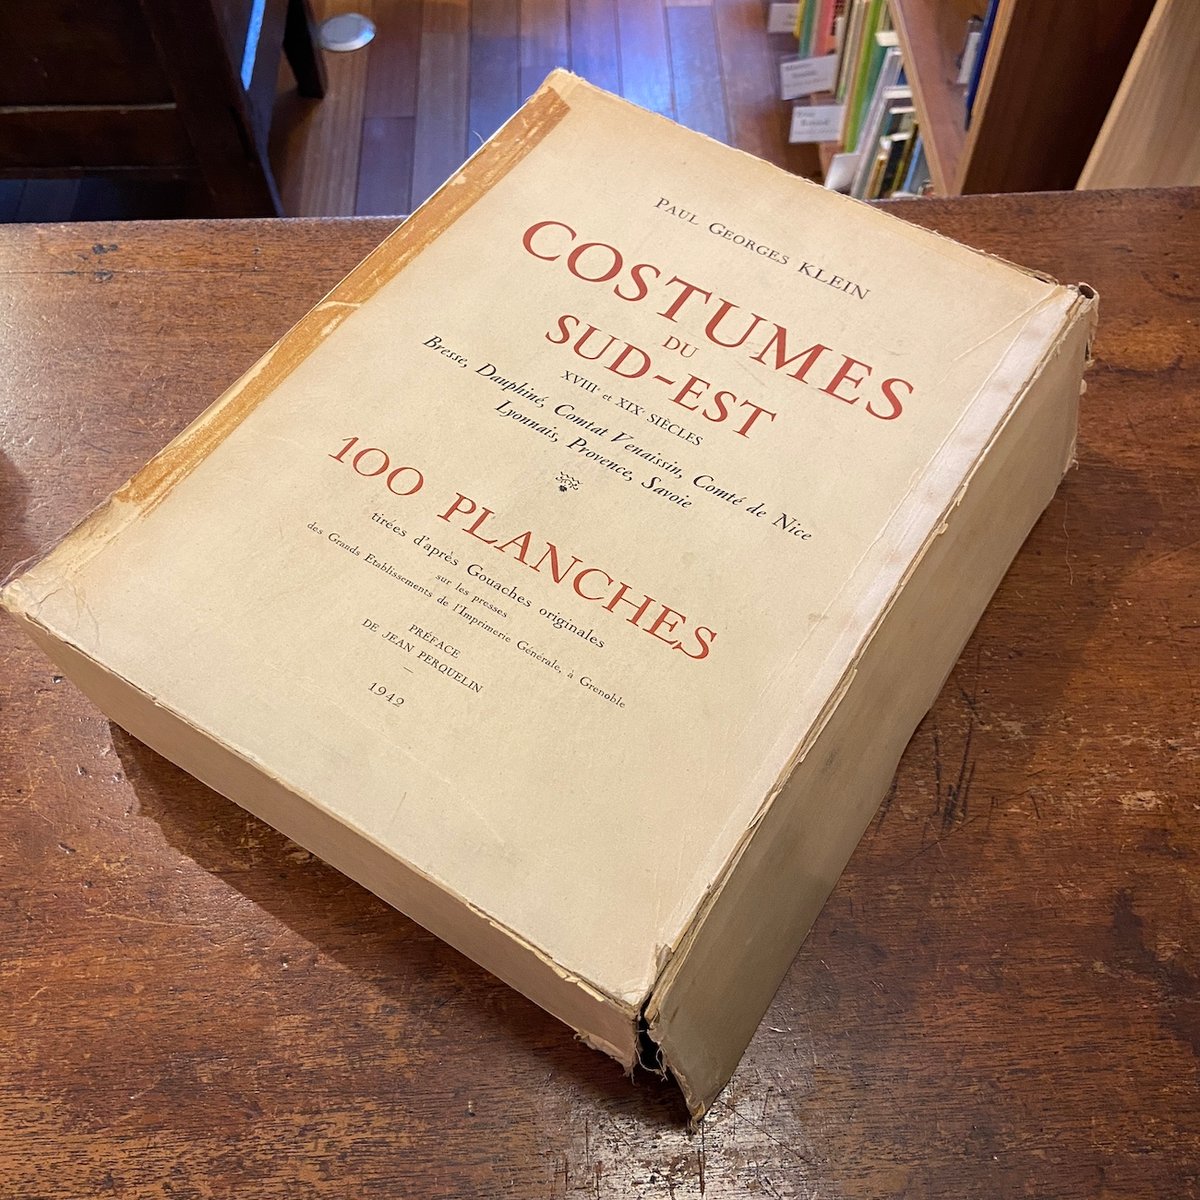 PAUL GEORGES KLEIN
COSTUMES
DU
SUD-EST
XVIIIᵉ et XIXᵉ SIÈCLES
Bresse, Dauphiné, Comtat Venaissin, Comté de Nice
Lyonnais, Provence, Savoie
100 PLANCHES
tirées d'après Gouaches originales
sur les presses
des Grands Etablissements de l'Imprimerie Générale, à Grenoble
PRÉFACE
DE JEAN PERQUELIN
1942